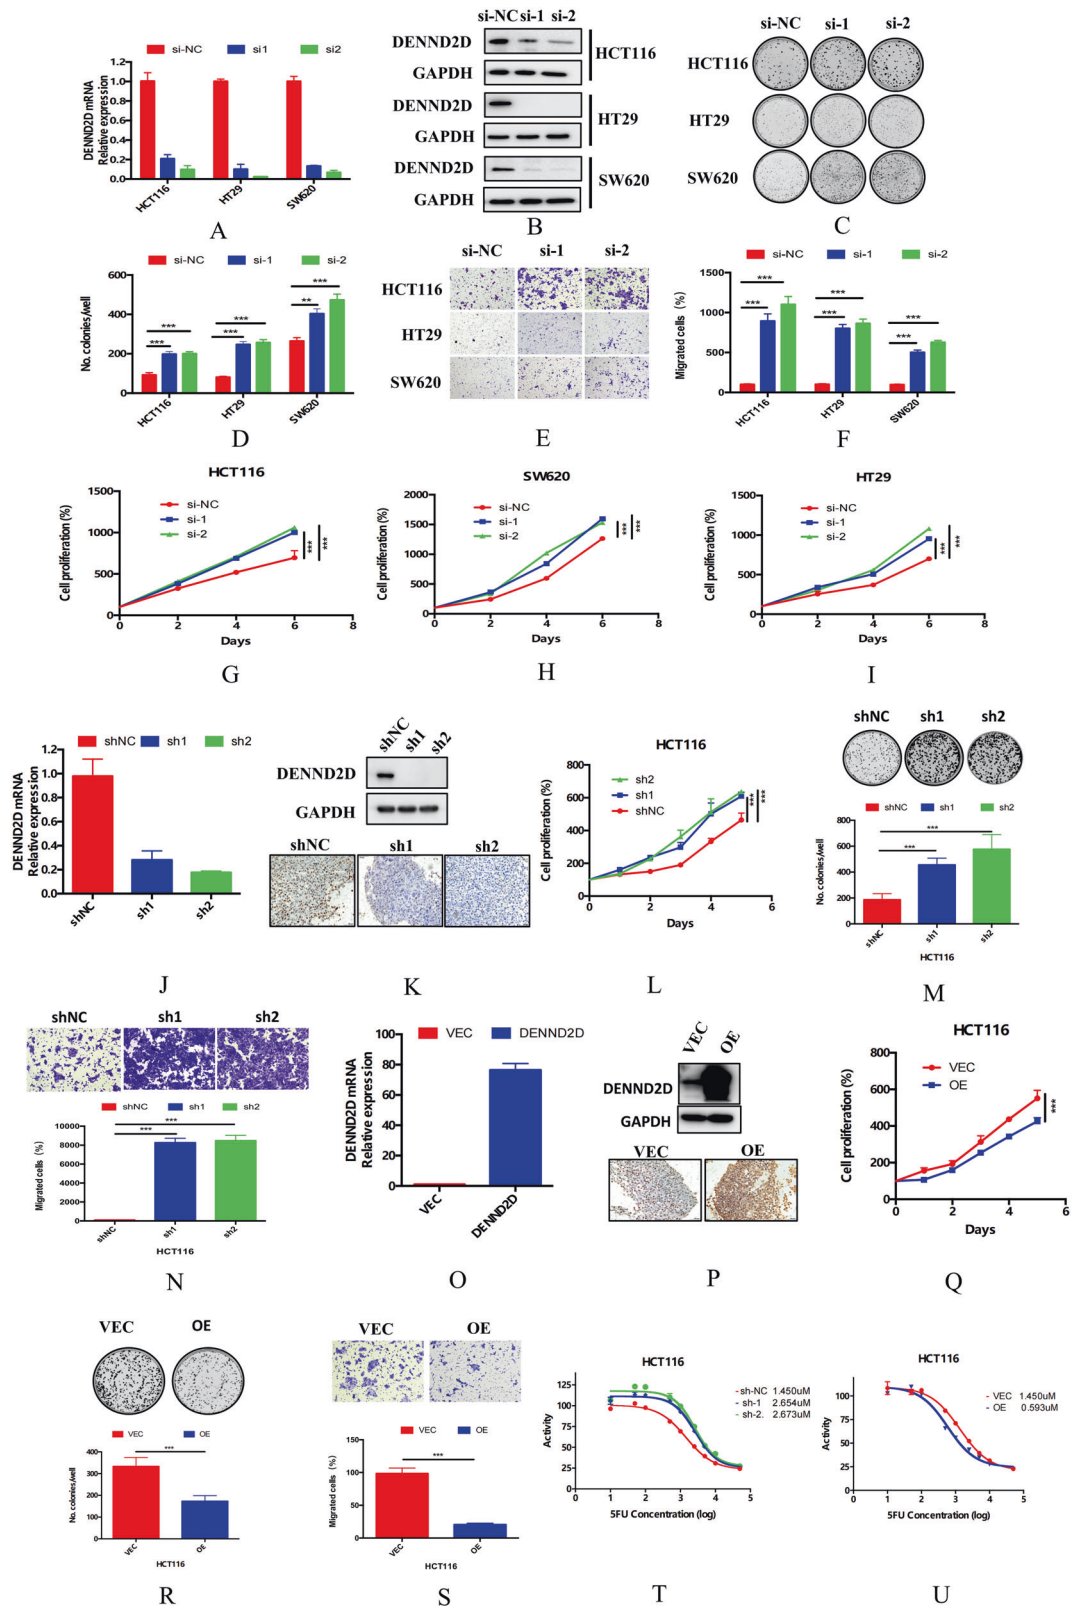 si-NC si1 si2
DENND2D mRNA
Relative expression
1.2
1.0
0.8
0.6
0.4
0.2
0.0
HCT116 HT29 SW620
A
si-NC si-1 si-2
DENND2D
GAPDH
HCT116
DENND2D
GAPDH
HT29
DENND2D
GAPDH
SW620
B
si-NC si-1 si-2
HCT116
HT29
SW620
C
si-NC si-1 si-2
No. colonies/well
600
400
200
0
*** *** *** *** ** ***
HCT116 HT29 SW620
D
si-NC si-1 si-2
HCT116
HT29
SW620
E
si-NC si-1 si-2
Migrated cells (%)
1500
1000
500
0
*** *** *** *** *** ***
HCT116 HT29 SW620
F
HCT116
Cell proliferation (%)
1500
1000
500
0
si-NC
si-1
si-2
*** ***
0 2 4 6 8
Days
G
SW620
Cell proliferation (%)
2000
1500
1000
500
0
si-NC
si-1
si-2
*** ***
0 2 4 6 8
Days
H
HT29
Cell proliferation (%)
1500
1000
500
0
si-NC
si-1
si-2
*** ***
0 2 4 6 8
Days
I
shNC sh1 sh2
DENND2D mRNA
Relative expression
1.2
1.0
0.8
0.6
0.4
0.2
0.0
shNC sh1 sh2
J
shNC sh1 sh2
DENND2D
GAPDH
shNC sh1 sh2
K
HCT116
Cell proliferation (%)
800
600
400
200
0
sh2
sh1
shNC
*** ***
0 2 4 6
Days
L
shNC sh1 sh2
shNC sh1 sh2
No. colonies/well
800
600
400
200
0
***
***
shNC sh1 sh2
HCT116
M
shNC sh1 sh2
shNC sh1 sh2
Migrated cells (%)
10000
8000
6000
4000
2000
0
***
***
shNC sh1 sh2
HCT116
N
VEC DENND2D
DENND2D mRNA
Relative expression
100
80
60
40
20
0
VEC DENND2D
O
VEC OE
DENND2D
GAPDH
VEC OE
P
HCT116
Cell proliferation (%)
800
600
400
200
0
VEC
OE
***
0 2 4 6
Days
Q
VEC OE
VEC OE
No. colonies/well
400
300
200
100
0
***
VEC OE
HCT116
R
VEC OE
VEC OE
Migrated cells (%)
150
100
50
0
***
VEC OE
HCT116
S
HCT116
Activity
125
100
75
50
25
0
sh-NC 1.450uM
sh-1 2.654uM
sh-2. 2.673uM
0 1 2 3 4 5
5FU Concentration (log)
T
HCT116
Activity
125
100
75
50
25
0
VEC 1.450uM
OE 0.593uM
0 1 2 3 4 5
5FU Concentration (log)
U